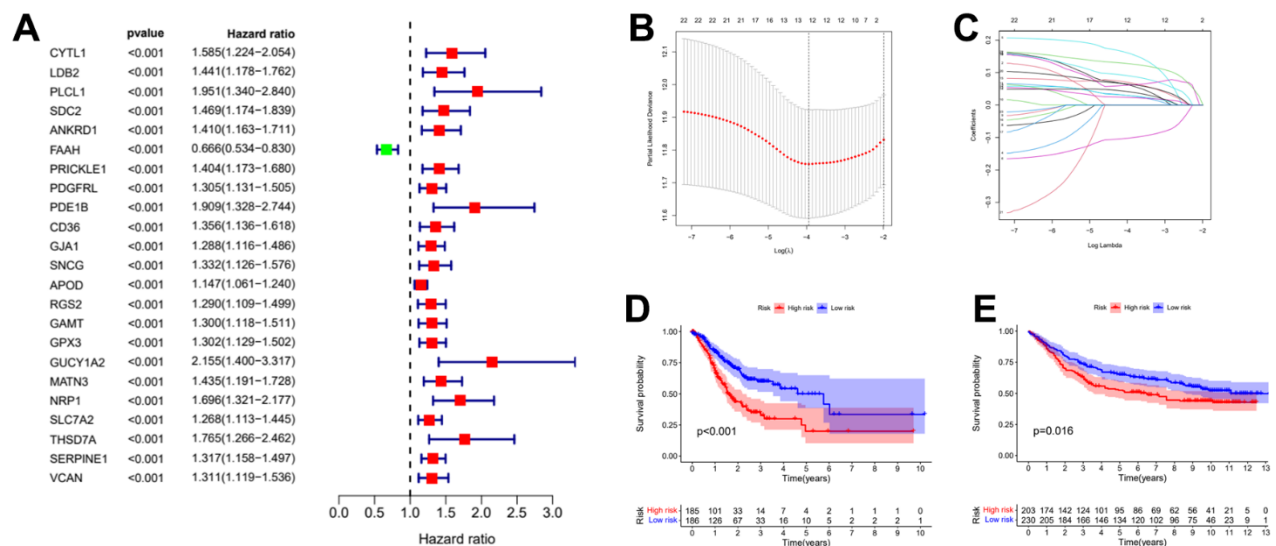 A
pvalue Hazard ratio
CYTL1 <0.001 1.585(1.224−2.054)
LDB2 <0.001 1.441(1.178−1.762)
PLCL1 <0.001 1.951(1.340−2.840)
SDC2 <0.001 1.469(1.174−1.839)
ANKRD1 <0.001 1.410(1.163−1.711)
FAAH <0.001 0.666(0.534−0.830)
PRICKLE1 <0.001 1.404(1.173−1.680)
PDGFRL <0.001 1.305(1.131−1.505)
PDE1B <0.001 1.909(1.328−2.744)
CD36 <0.001 1.356(1.136−1.618)
GJA1 <0.001 1.288(1.116−1.486)
SNCG <0.001 1.332(1.126−1.576)
APOD <0.001 1.147(1.061−1.240)
RGS2 <0.001 1.290(1.109−1.499)
GAMT <0.001 1.300(1.118−1.511)
GPX3 <0.001 1.302(1.129−1.502)
GUCY1A2 <0.001 2.155(1.400−3.317)
MATN3 <0.001 1.435(1.191−1.728)
NRP1 <0.001 1.696(1.321−2.177)
SLC7A2 <0.001 1.268(1.113−1.445)
THSD7A <0.001 1.765(1.266−2.462)
SERPINE1 <0.001 1.317(1.158−1.497)
VCAN <0.001 1.311(1.119−1.536)
0.0 0.5 1.0 1.5 2.0 2.5 3.0
Hazard ratio
B
22 22 22 21 21 19 17 16 13 13 12 12 12 10 7 2
Partial Likelihood Deviance
12.1
12.0
11.9
11.8
11.7
11.6
−7 −6 −5 −4 −3 −2
Log(λ)
C
22 21 17 12 12 2
Coefficients
0.2
0.1
0.0
−0.1
−0.2
−0.3
−7 −6 −5 −4 −3 −2
Log Lambda
D
Risk High risk Low risk
Survival probability
1.00
0.75
0.50
0.25
0.00
p<0.001
0 1 2 3 4 5 6 7 8 9 10
Time(years)
Risk
High risk 185 101 33 14 7 4 2 1 1 1 0
Low risk 186 126 67 33 16 10 5 2 2 2 1
0 1 2 3 4 5 6 7 8 9 10
Time(years)
E
Risk High risk Low risk
Survival probability
1.00
0.75
0.50
0.25
0.00
p=0.016
0 1 2 3 4 5 6 7 8 9 10 11 12 13
Time(years)
Risk
High risk 203 174 142 124 101 95 86 69 62 56 41 21 5 0
Low risk 230 205 184 166 146 134 120 102 96 75 46 23 9 1
0 1 2 3 4 5 6 7 8 9 10 11 12 13
Time(years)